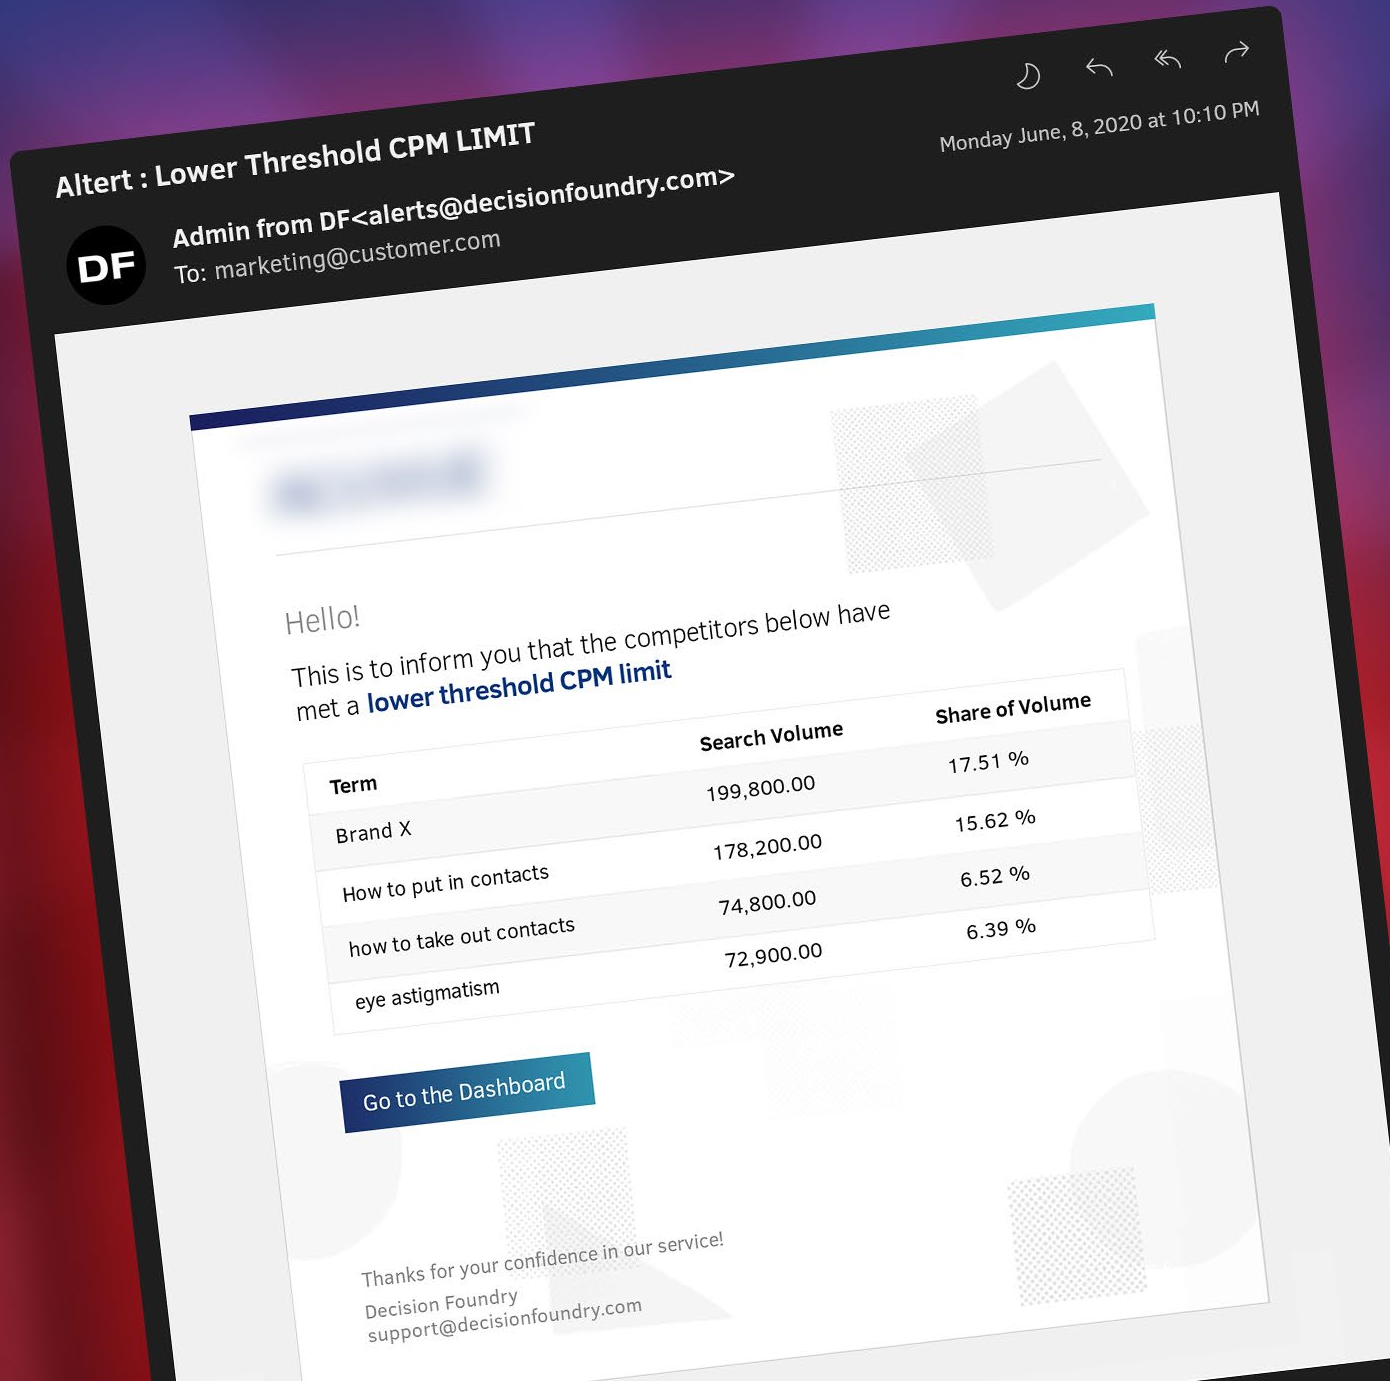 Altert : Lower Threshold CPM LIMIT
Monday June, 8, 2020 at 10:10 PM
DF
Admin from DF<alerts@decisionfoundry.com>
To: marketing@customer.com
Hello!
This is to inform you that the competitors below have
met a lower threshold CPM limit
Term Search Volume Share of Volume
Brand X 199,800.00 17.51 %
How to put in contacts 178,200.00 15.62 %
how to take out contacts 74,800.00 6.52 %
eye astigmatism 72,900.00 6.39 %
Go to the Dashboard
Thanks for your confidence in our service!
Decision Foundry
support@decisionfoundry.com